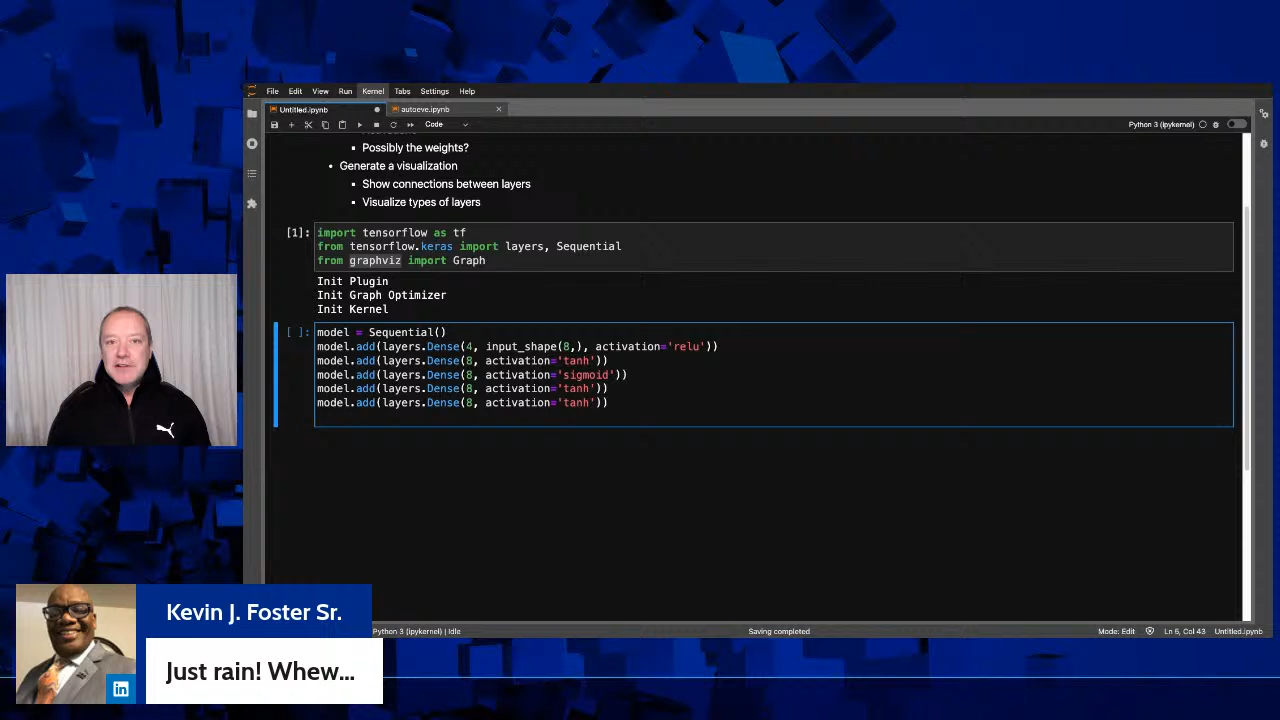 File Edit View Run Kernel Tabs Settings Help
Untitled.ipynb autoeve.ipynb
Code Python 3 (ipykernel)
Possibly the weights?
Generate a visualization
Show connections between layers
Visualize types of layers
[1]: import tensorflow as tf
from tensorflow.keras import layers, Sequential
from graphviz import Graph
Init Plugin
Init Graph Optimizer
Init Kernel
[ ]: model = Sequential()
model.add(layers.Dense(4, input_shape(8,), activation='relu'))
model.add(layers.Dense(8, activation='tanh'))
model.add(layers.Dense(8, activation='sigmoid'))
model.add(layers.Dense(8, activation='tanh'))
model.add(layers.Dense(8, activation='tanh'))
Python 3 (ipykernel) | Idle Saving completed Mode: Edit Ln 5, Col 43 Untitled.ipynb
Kevin J. Foster Sr.
Just rain! Whew...
in